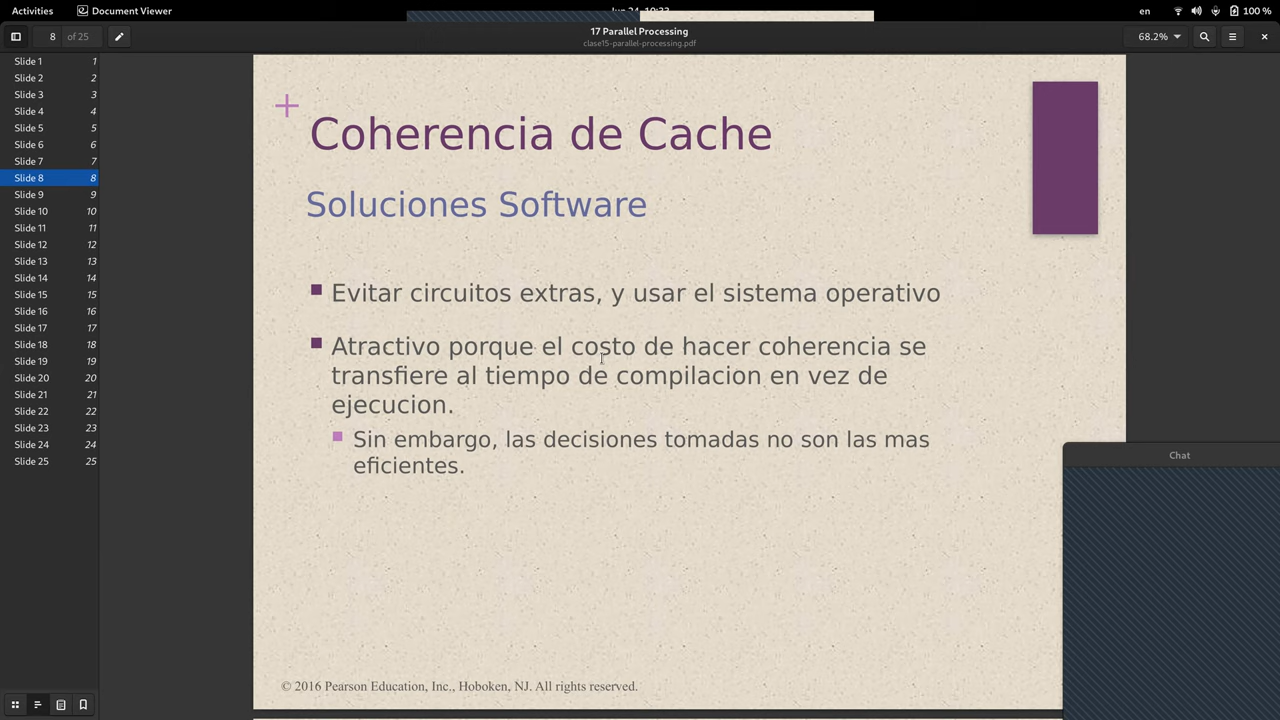 Activities
Document Viewer
en
100 %
8 of 25
17 Parallel Processing
clase15-parallel-processing.pdf
68.2%
Slide 1 1
Slide 2 2
Slide 3 3
Slide 4 4
Slide 5 5
Slide 6 6
Slide 7 7
Slide 8 8
Slide 9 9
Slide 10 10
Slide 11 11
Slide 12 12
Slide 13 13
Slide 14 14
Slide 15 15
Slide 16 16
Slide 17 17
Slide 18 18
Slide 19 19
Slide 20 20
Slide 21 21
Slide 22 22
Slide 23 23
Slide 24 24
Slide 25 25
+
Coherencia de Cache
Soluciones Software
Evitar circuitos extras, y usar el sistema operativo
Atractivo porque el costo de hacer coherencia se
transfiere al tiempo de compilacion en vez de
ejecucion.
Sin embargo, las decisiones tomadas no son las mas
eficientes.
Chat
© 2016 Pearson Education, Inc., Hoboken, NJ. All rights reserved.